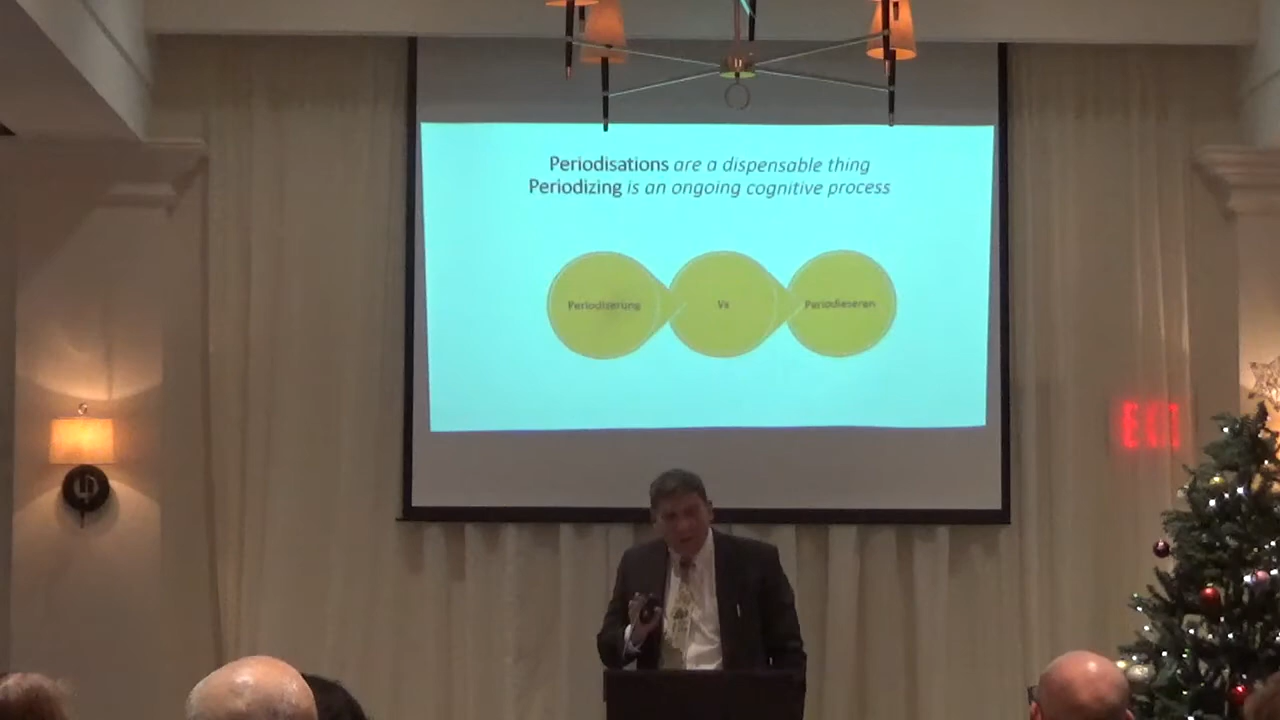 Periodisations are a dispensable thing
Periodizing is an ongoing cognitive process
Periodisierung
Vs
Periodisieren
EXIT